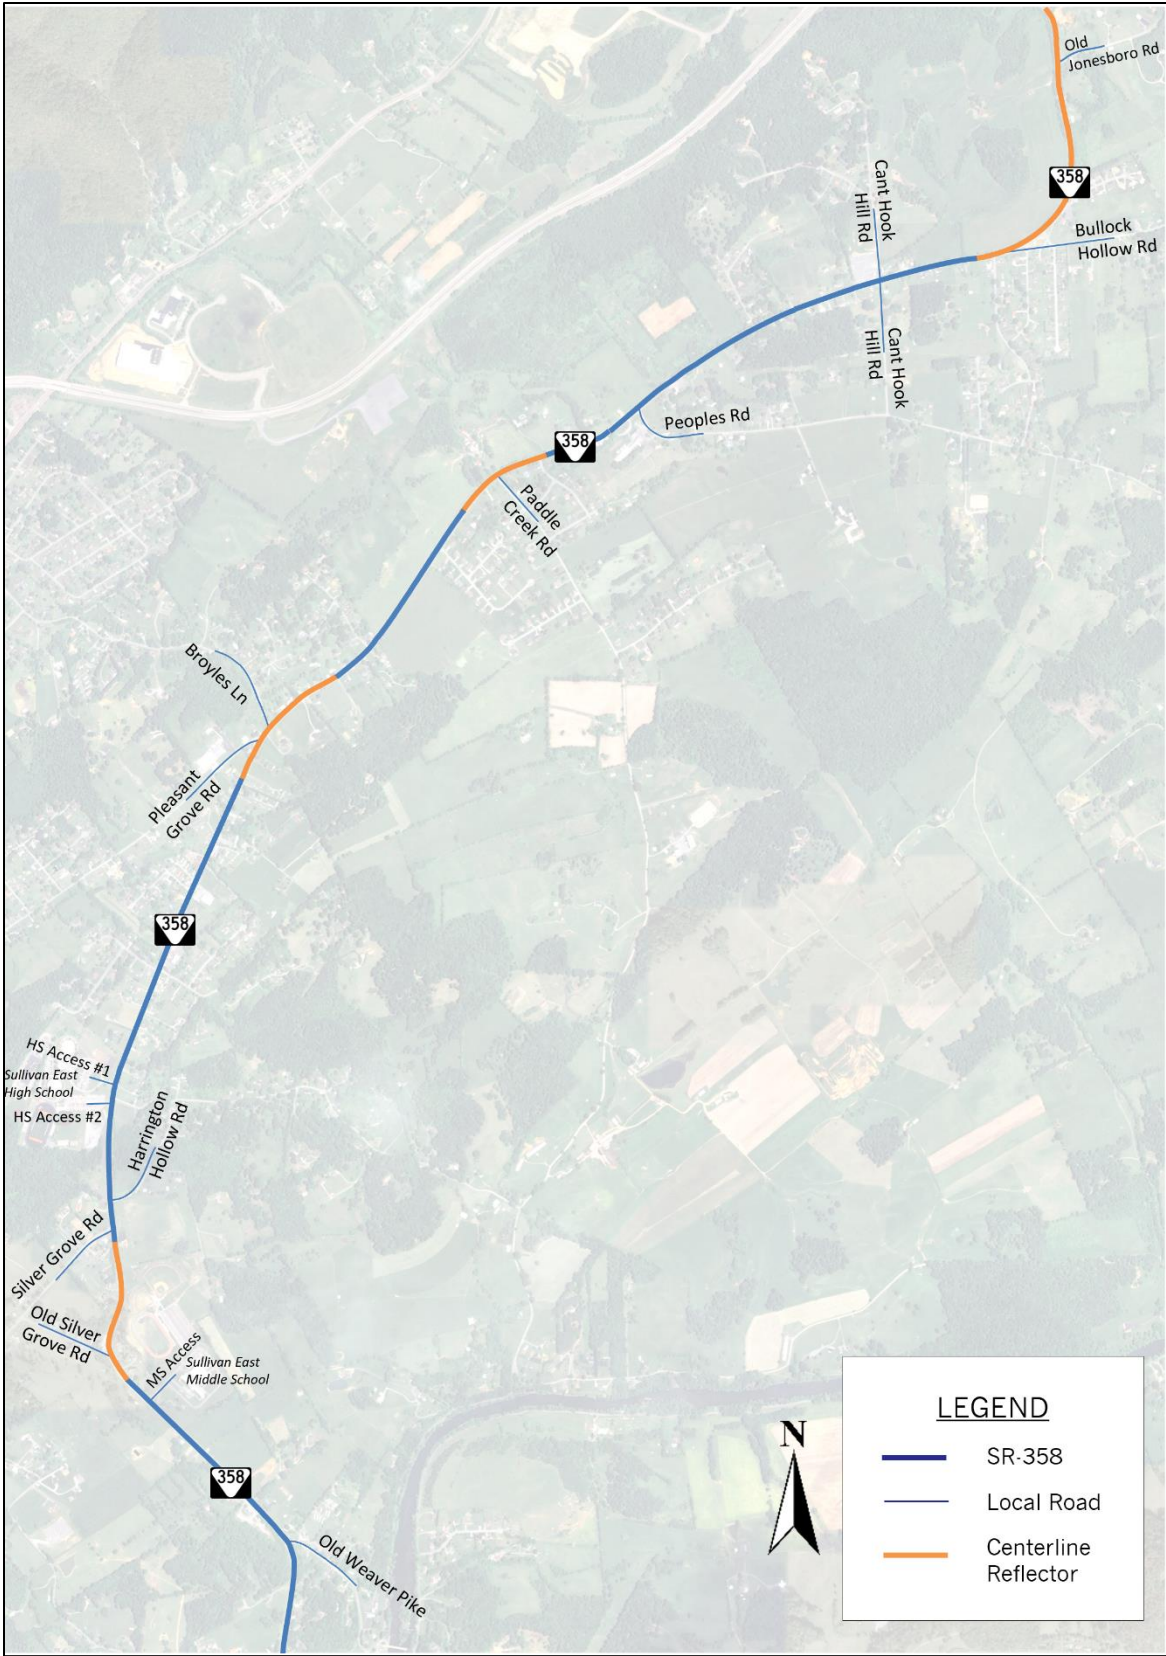 Old
Jonesboro Rd
358
Bullock
Hollow Rd
Cant Hook
Hill Rd
Cant Hook
Hill Rd
Peoples Rd
358
Paddle
Creek Rd
Broyles Ln
Pleasant
Grove Rd
358
HS Access #1
Sullivan East
High School
HS Access #2
Harrington
Hollow Rd
Silver Grove Rd
Old Silver
Grove Rd
MS Access
Sullivan East
Middle School
358
Old Weaver Pike
N
LEGEND
SR-358
Local Road
Centerline
Reflector